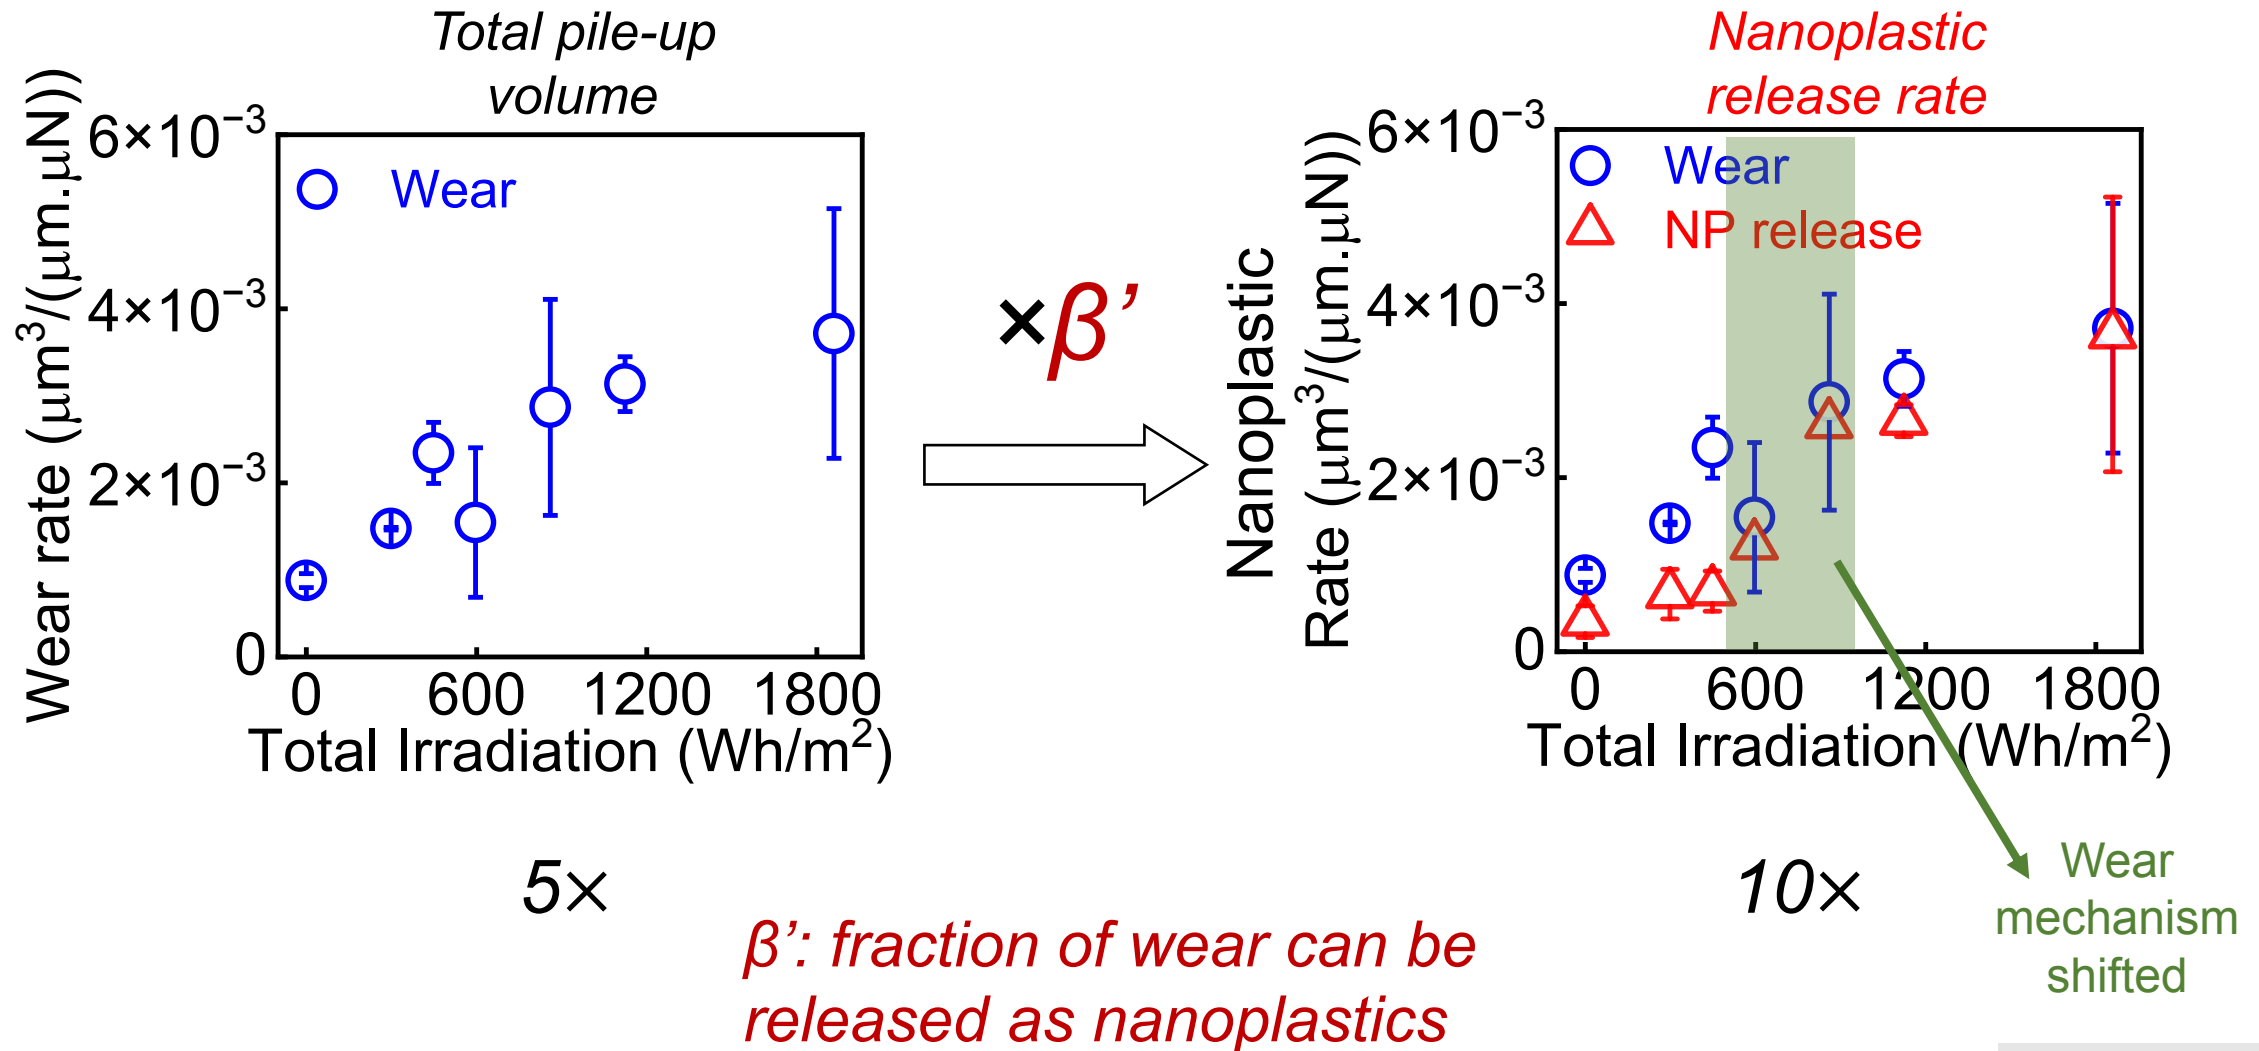 Total pile-up
volume
Wear rate (μm³/(μm.μN))
6×10⁻³
4×10⁻³
2×10⁻³
0
Wear
0 600 1200 1800
Total Irradiation (Wh/m²)
5×
×β’
Nanoplastic
release rate
Nanoplastic
Rate (μm³/(μm.μN))
6×10⁻³
4×10⁻³
2×10⁻³
0
Wear
NP release
0 600 1200 1800
Total Irradiation (Wh/m²)
10×
Wear
mechanism
shifted
β’: fraction of wear can be
released as nanoplastics